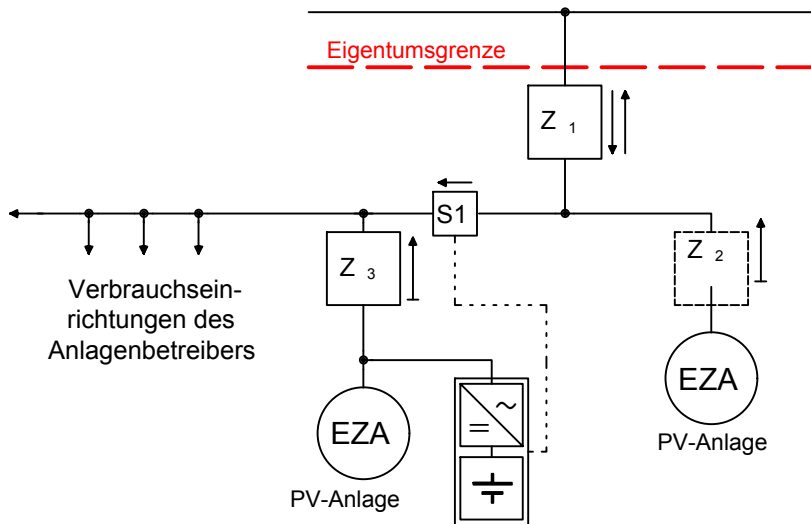 Eigentumsgrenze
Z 1
S1
Z 2
Z 3
Verbrauchsein-
richtungen des
Anlagenbetreibers
EZA
PV-Anlage
EZA
PV-Anlage